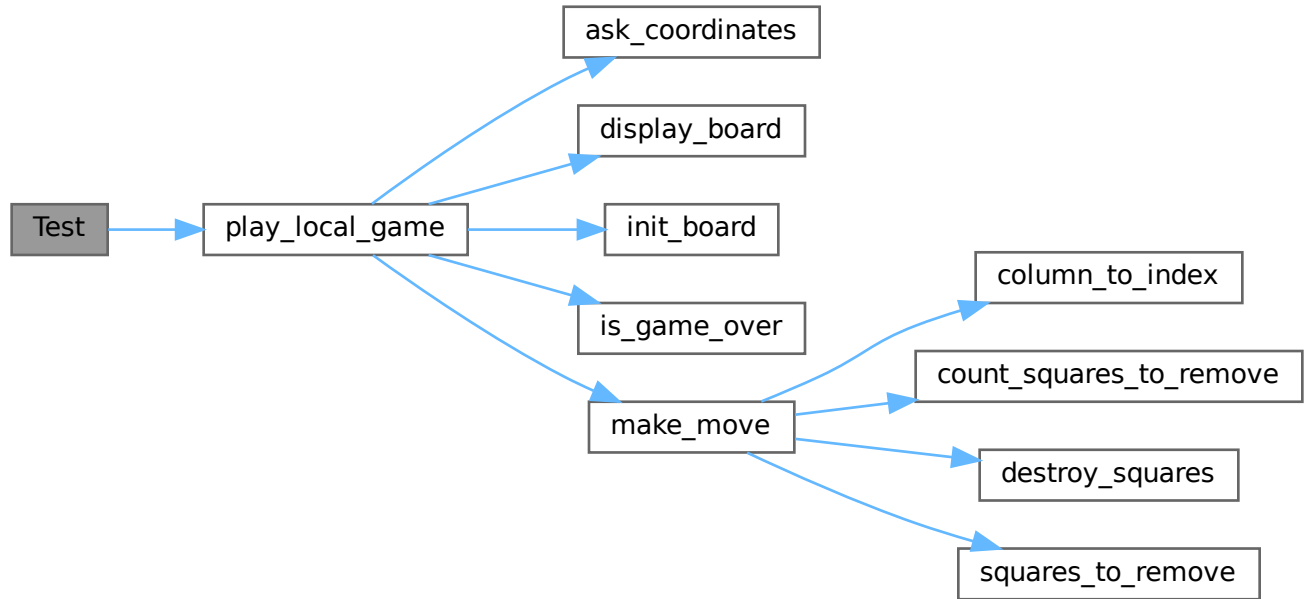 ask_coordinates
display_board
Test
play_local_game
init_board
column_to_index
is_game_over
count_squares_to_remove
make_move
destroy_squares
squares_to_remove